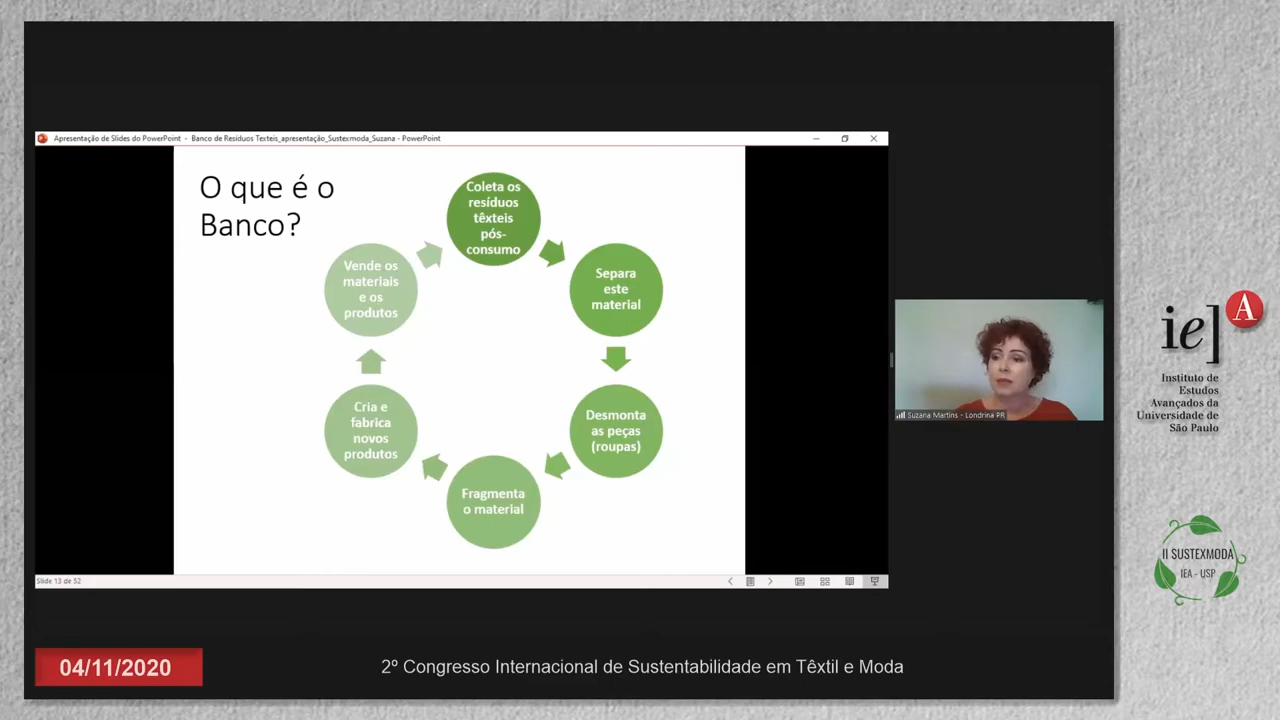 Apresentação de Slides do PowerPoint - Banco de Resíduos Texteis_apresentação_Sustexmoda_Suzana - PowerPoint
O que é o
Banco?
Coleta os
resíduos
têxteis
pós-
consumo
Separa
este
material
Desmonta
as peças
(roupas)
Fragmenta
o material
Cria e
fabrica
novos
produtos
Vende os
materiais
e os
produtos
Slide 13 de 52
Suzana Martins - Londrina PR
iea
A
Instituto de
Estudos
Avançados da
Universidade de
São Paulo
II SUSTEXMODA
IEA - USP
04/11/2020
2º Congresso Internacional de Sustentabilidade em Têxtil e Moda